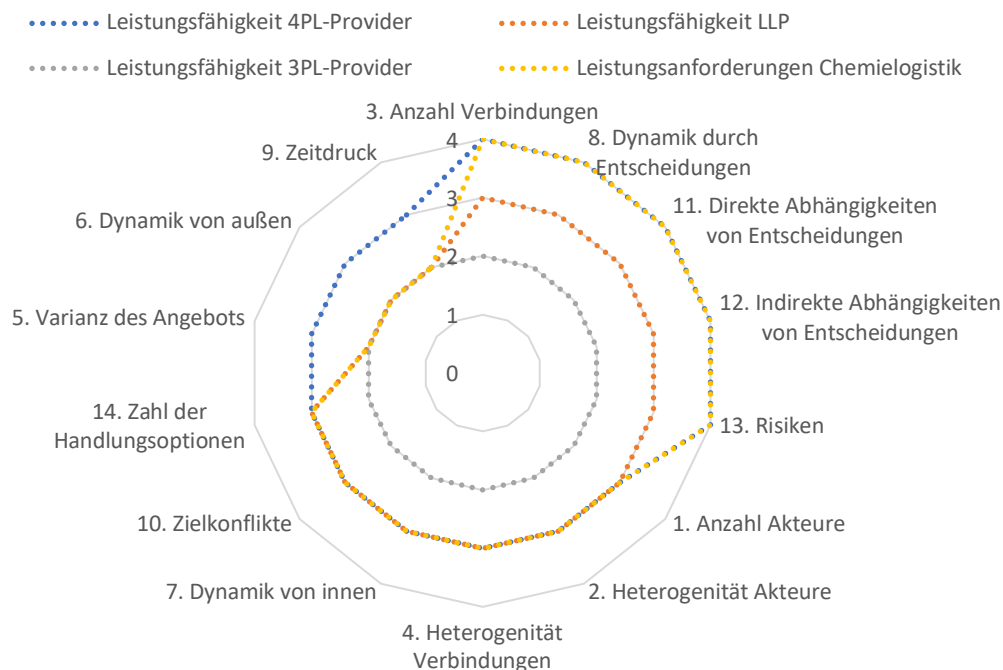 Leistungsfähigkeit 4PL-Provider
Leistungsfähigkeit LLP
Leistungsfähigkeit 3PL-Provider
Leistungsanforderungen Chemielogistik
3. Anzahl Verbindungen
8. Dynamik durch
Entscheidungen
11. Direkte Abhängigkeiten
von Entscheidungen
12. Indirekte Abhängigkeiten
von Entscheidungen
13. Risiken
1. Anzahl Akteure
2. Heterogenität Akteure
4. Heterogenität
Verbindungen
7. Dynamik von innen
10. Zielkonflikte
14. Zahl der
Handlungsoptionen
5. Varianz des Angebots
6. Dynamik von außen
9. Zeitdruck
4
3
2
1
0